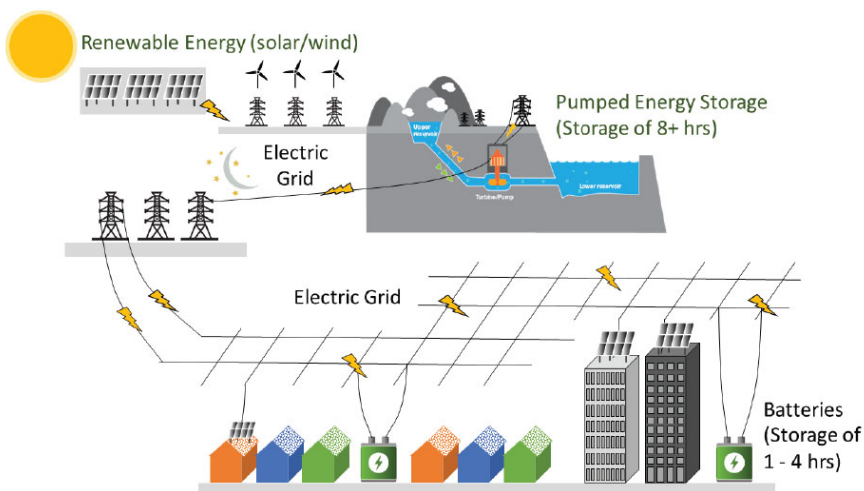 Renewable Energy (solar/wind)
Pumped Energy Storage
(Storage of 8+ hrs)
Upper
reservoir
Electric
Grid
Lower reservoir
Turbine/Pump
Electric Grid
Batteries
(Storage of
1 - 4 hrs)